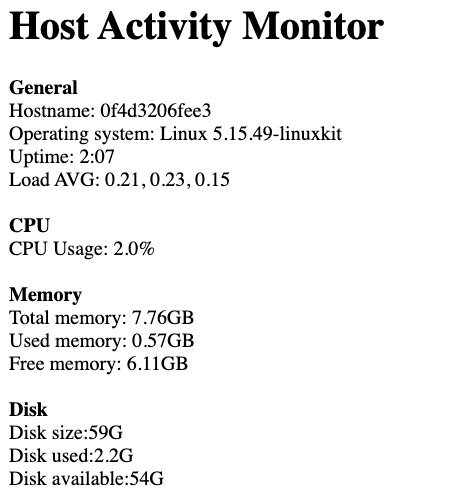 Host Activity Monitor
General
Hostname: 0f4d3206fee3
Operating system: Linux 5.15.49-linuxkit
Uptime: 2:07
Load AVG: 0.21, 0.23, 0.15
CPU
CPU Usage: 2.0%
Memory
Total memory: 7.76GB
Used memory: 0.57GB
Free memory: 6.11GB
Disk
Disk size:59G
Disk used:2.2G
Disk available:54G